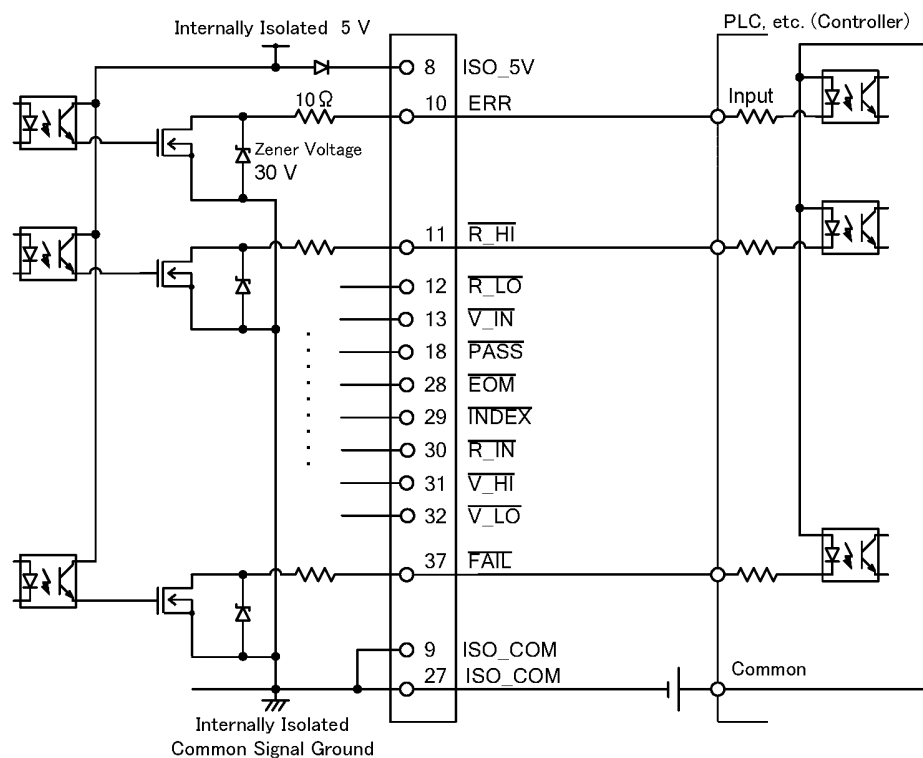 Internally Isolated 5 V
PLC, etc. (Controller)
8 ISO_5V
10Ω
10 ERR
Input
Zener Voltage
30 V
11 R_HI
12 R_LO
13 V_IN
18 PASS
28 EOM
29 INDEX
30 R_IN
31 V_HI
32 V_LO
37 FAIL
9 ISO_COM
27 ISO_COM
Common
Internally Isolated
Common Signal Ground